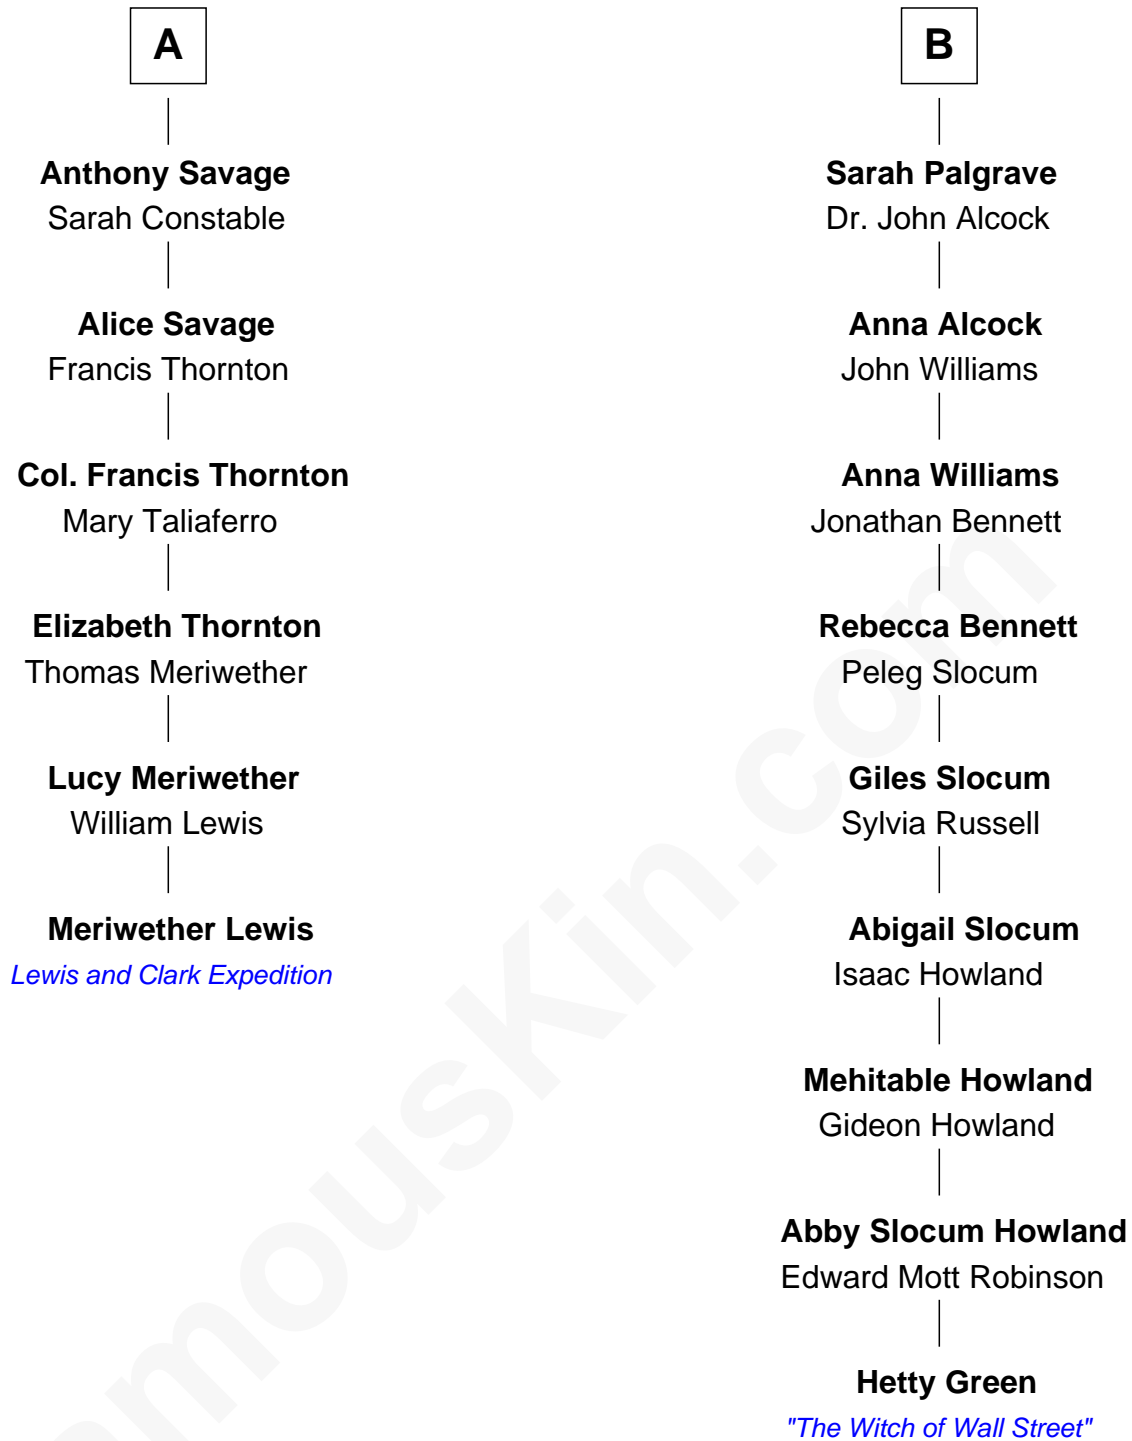 A
Anthony Savage
Sarah Constable
Alice Savage
Francis Thornton
Col. Francis Thornton
Mary Taliaferro
Elizabeth Thornton
Thomas Meriwether
Lucy Meriwether
William Lewis
Meriwether Lewis
Lewis and Clark Expedition
B
Sarah Palgrave
Dr. John Alcock
Anna Alcock
John Williams
Anna Williams
Jonathan Bennett
Rebecca Bennett
Peleg Slocum
Giles Slocum
Sylvia Russell
Abigail Slocum
Isaac Howland
Mehitable Howland
Gideon Howland
Abby Slocum Howland
Edward Mott Robinson
Hetty Green
"The Witch of Wall Street"
amouskin.com